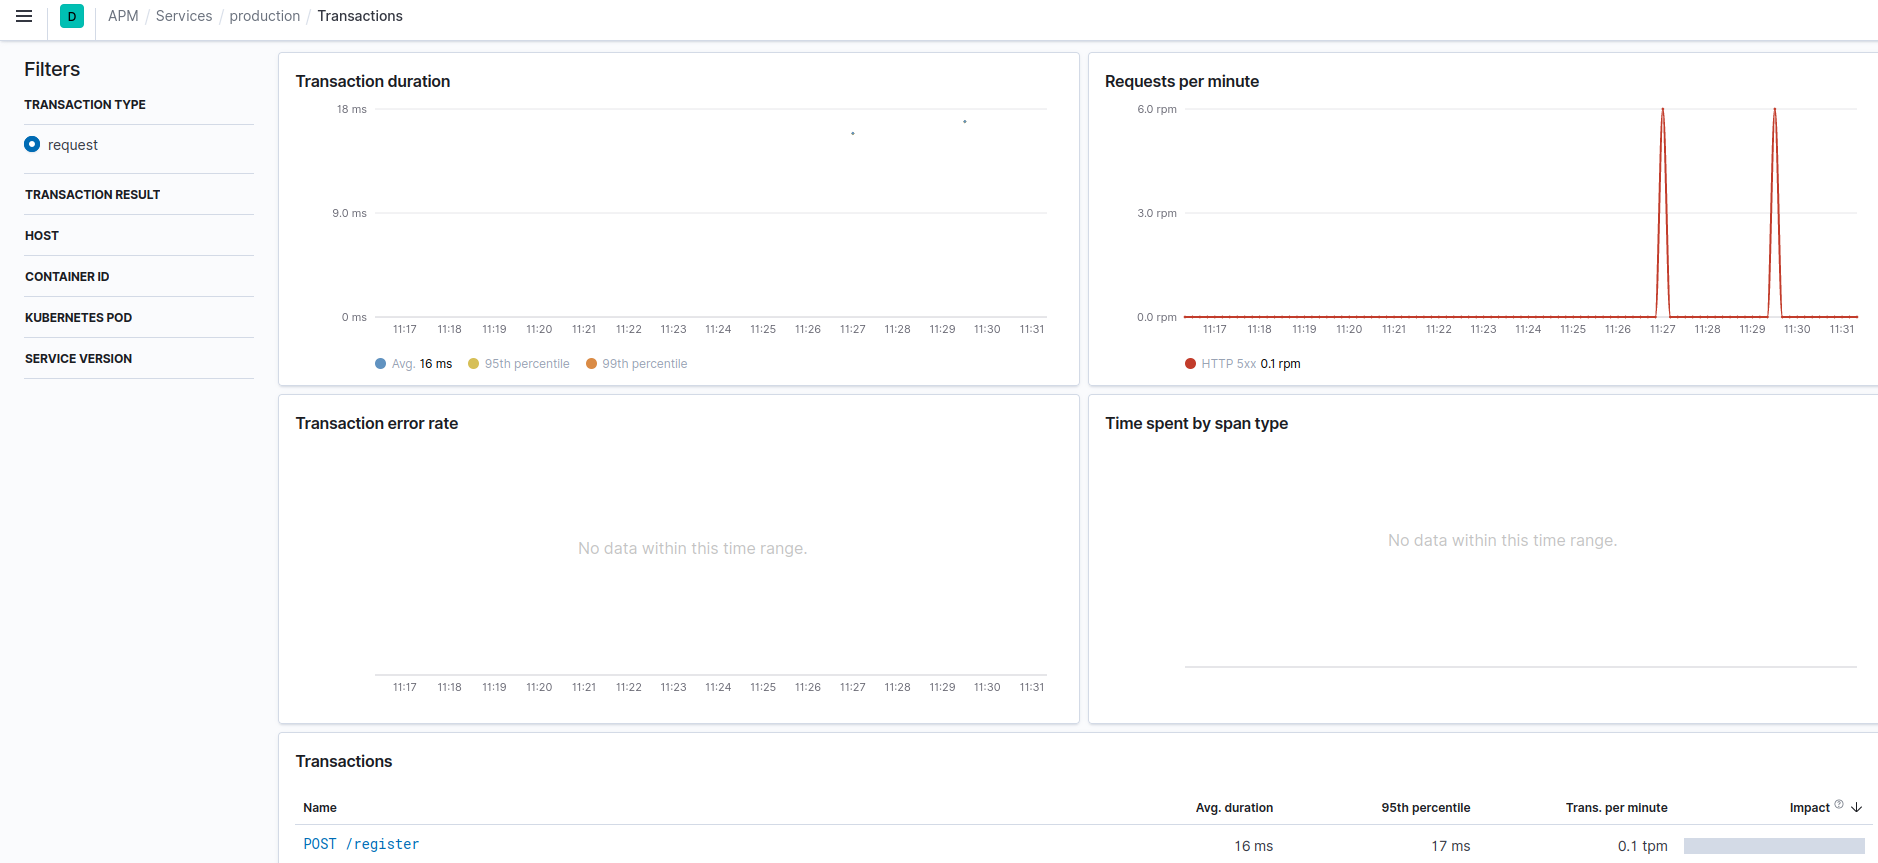 D
APM / Services / production / Transactions
Filters
TRANSACTION TYPE
request
TRANSACTION RESULT
HOST
CONTAINER ID
KUBERNETES POD
SERVICE VERSION
Transaction duration
18 ms
9.0 ms
0 ms
11:17 11:18 11:19 11:20 11:21 11:22 11:23 11:24 11:25 11:26 11:27 11:28 11:29 11:30 11:31
Avg. 16 ms 95th percentile 99th percentile
Requests per minute
6.0 rpm
3.0 rpm
0.0 rpm
11:17 11:18 11:19 11:20 11:21 11:22 11:23 11:24 11:25 11:26 11:27 11:28 11:29 11:30 11:31
HTTP 5xx 0.1 rpm
Transaction error rate
No data within this time range.
11:17 11:18 11:19 11:20 11:21 11:22 11:23 11:24 11:25 11:26 11:27 11:28 11:29 11:30 11:31
Time spent by span type
No data within this time range.
Transactions
Name Avg. duration 95th percentile Trans. per minute Impact ?
POST /register 16 ms 17 ms 0.1 tpm